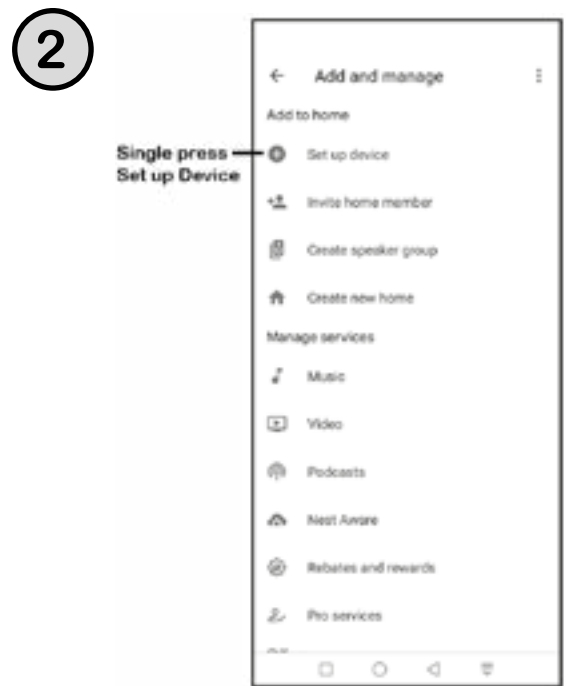 2
Add and manage
Add to home
Single press
Set up Device
Set up device
Invite home member
Create speaker group
Create new home
Manage services
Music
Video
Podcasts
Nest Aware
Rebates and rewards
Pro services